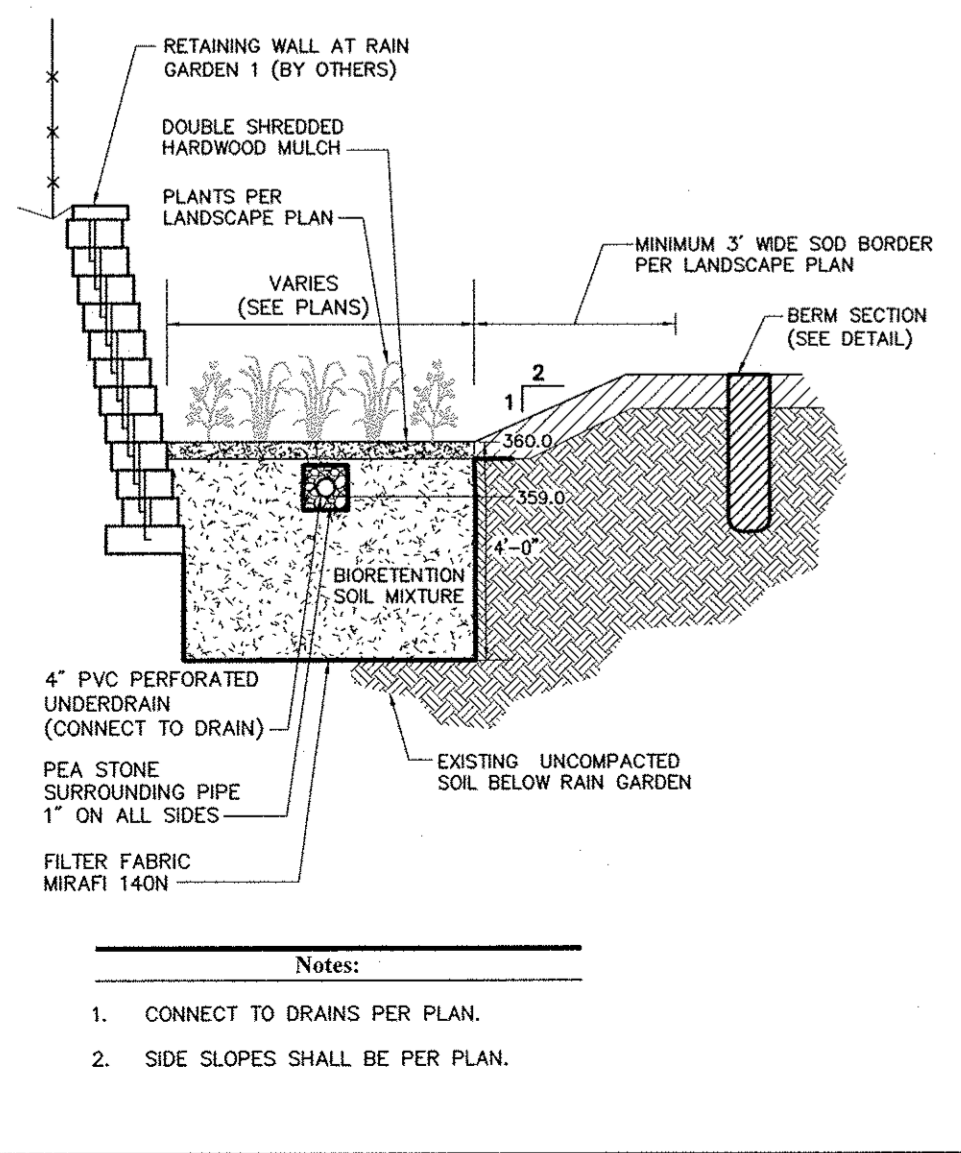 RETAINING WALL AT RAIN
GARDEN 1 (BY OTHERS)
DOUBLE SHREDDED
HARDWOOD MULCH
PLANTS PER
LANDSCAPE PLAN
MINIMUM 3' WIDE SOD BORDER
PER LANDSCAPE PLAN
VARIES
(SEE PLANS)
BERM SECTION
(SEE DETAIL)
2
1
360.0
359.0
4'-0"
BIORETENTION
SOIL MIXTURE
4" PVC PERFORATED
UNDERDRAIN
(CONNECT TO DRAIN)
PEA STONE
SURROUNDING PIPE
1" ON ALL SIDES
EXISTING UNCOMPACTED
SOIL BELOW RAIN GARDEN
FILTER FABRIC
MIRAFI 140N
Notes:
1. CONNECT TO DRAINS PER PLAN.
2. SIDE SLOPES SHALL BE PER PLAN.